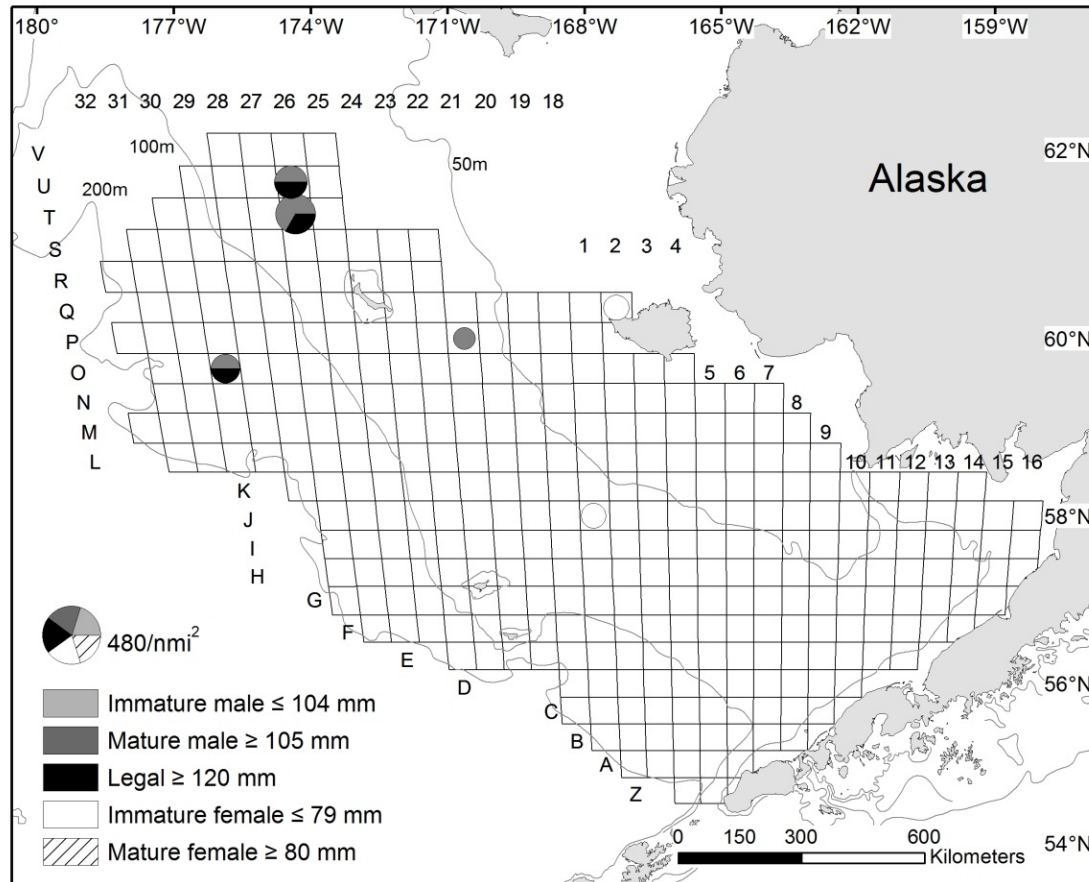 180° 177°W 174°W 171°W 168°W 165°W 162°W 159°W
32 31 30 29 28 27 26 25 24 23 22 21 20 19 18
62°N
100m
50m
V
Alaska
U
200m
T
S
1 2 3 4
R
Q
P
60°N
O
5 6 7
N
8
M
9
L
10 11 12 13 14 15 16
K
J
58°N
I
H
G
F
480/nmi²
E
56°N
D
Immature male ≤ 104 mm
C
Mature male ≥ 105 mm
B
Legal ≥ 120 mm
A
Z
Immature female ≤ 79 mm
0 150 300 600
54°N
Mature female ≥ 80 mm
Kilometers